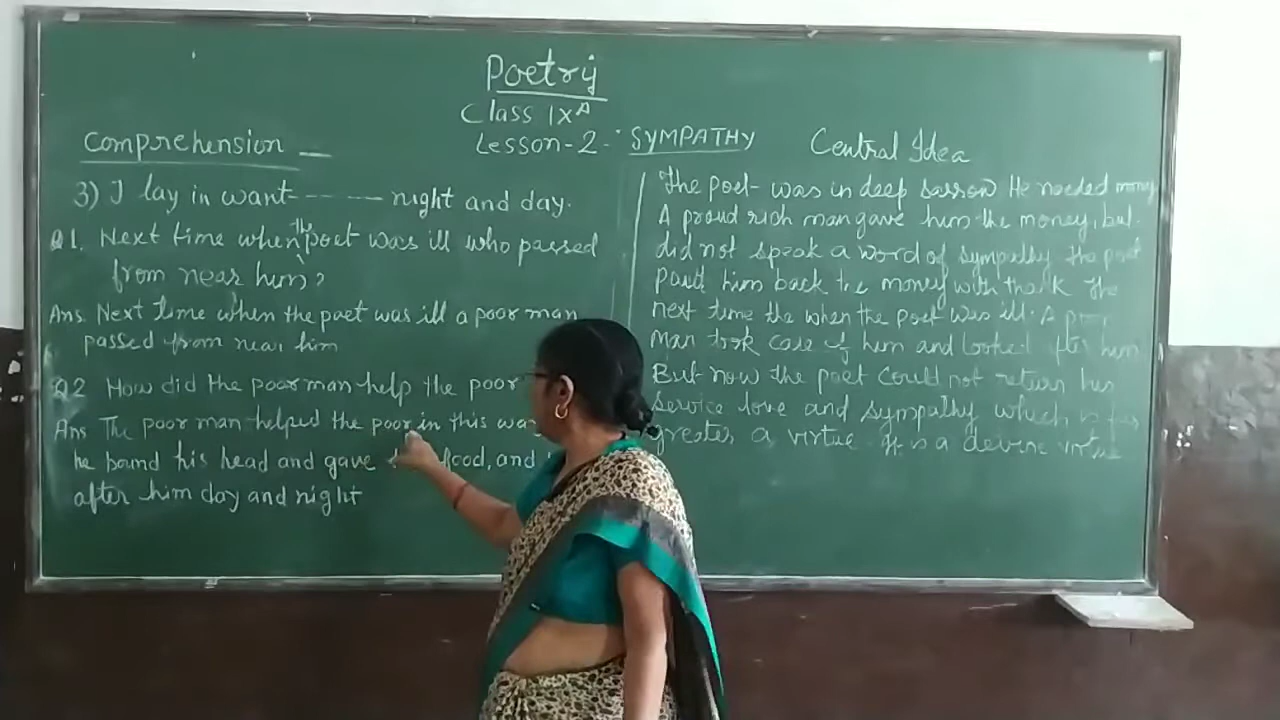 Poetry
Class IX A
Lesson-2. SYMPATHY
Comprehension
3) I lay in want ------ night and day.
Q1. Next time when the poet was ill who passed
from near him?
Ans. Next time when the poet was ill a poor man
passed from near him
Q2 How did the poor man help the poor
Ans The poor man helped the poor in this
he bound his head and gave food, and
after him day and night
Central Idea
The poet was in deep sarrow He needed money
A proud rich man gave him the money, but
did not speak a word of sympathy the poet
paid him back the money with thank The
next time the when the poet was ill. A
Man took care of him and looked after him
But now the poet could not return his
service love and sympathy which is far
greater a virtue. It is a devine virtue